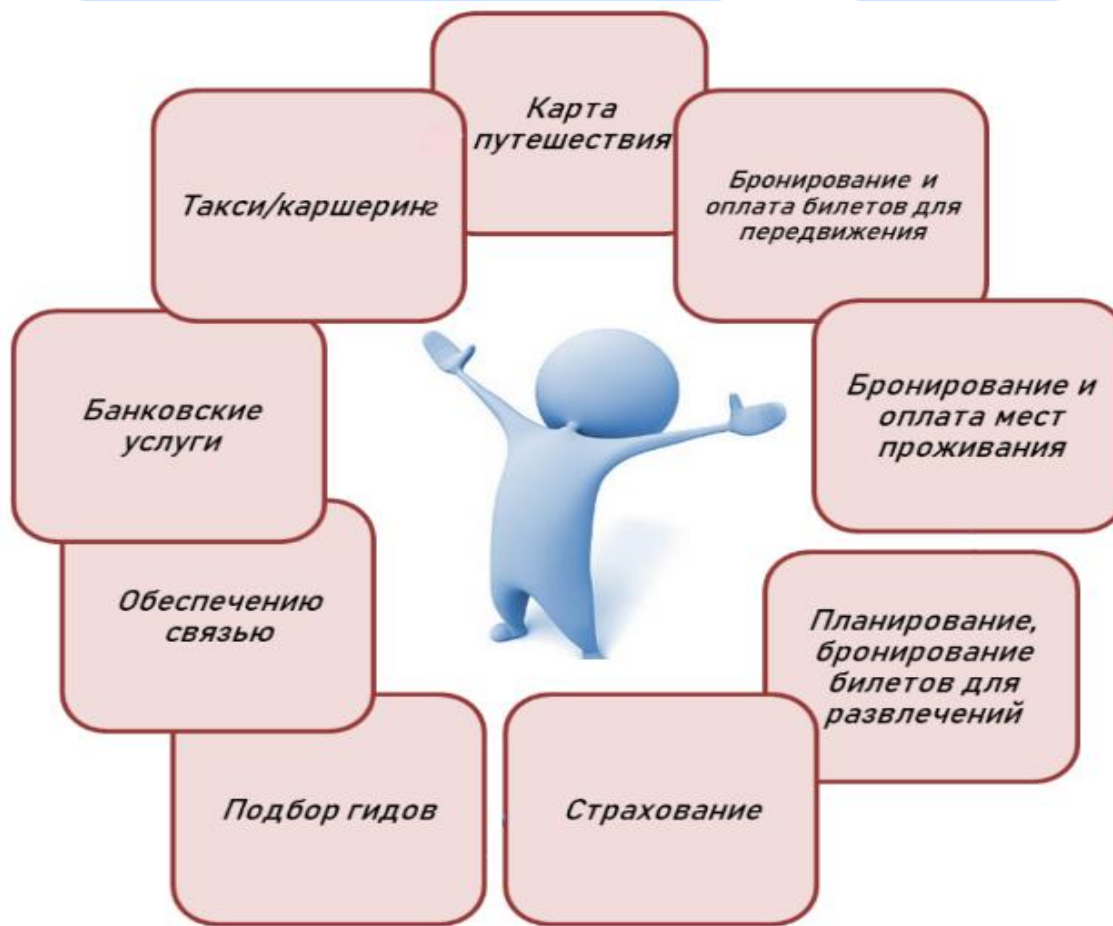 Карта
путешествия
Бронирование и
оплата билетов для
передвижения
Бронирование и
оплата мест
проживания
Планирование,
бронирование
билетов для
развлечений
Страхование
Подбор гидов
Обеспечению
связью
Банковские
услуги
Такси/каршеринг